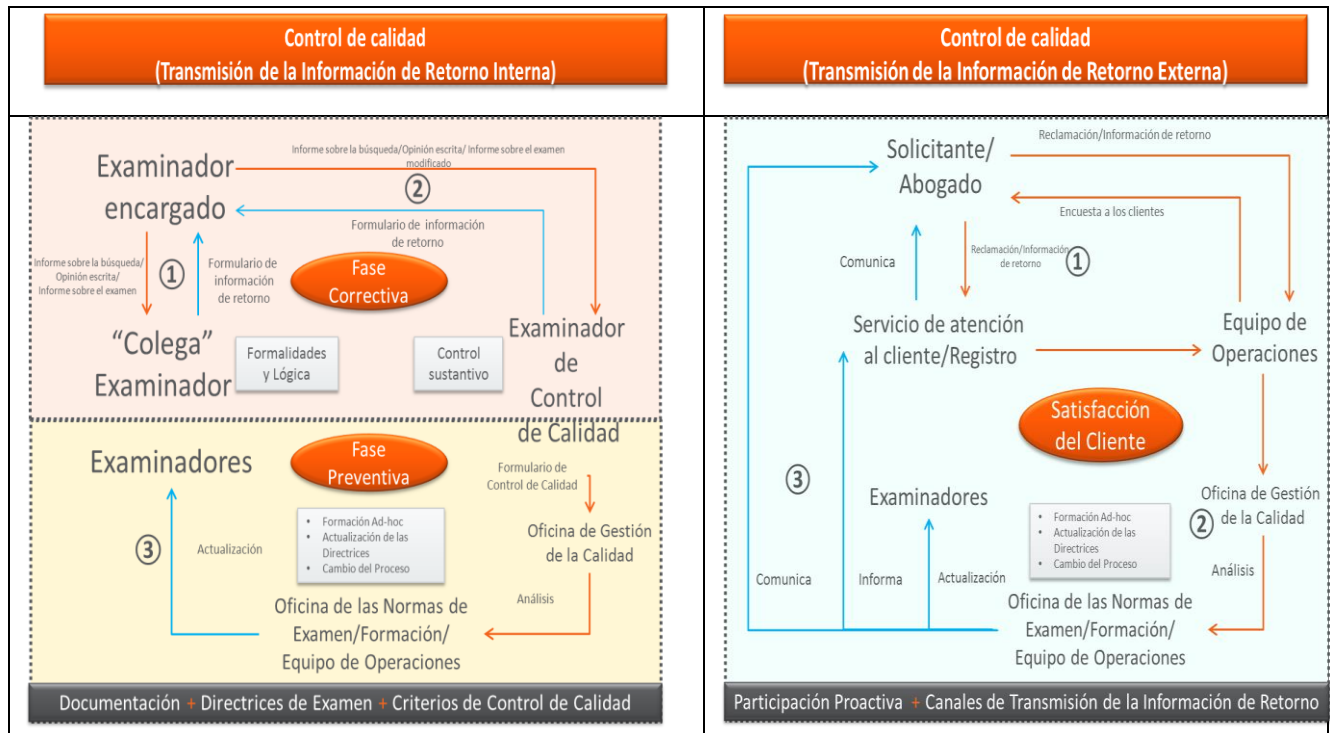 Control de calidad
(Transmisión de la Información de Retorno Interna)
Informe sobre la búsqueda/Opinión escrita/ Informe sobre el examen
modificado
Examinador
encargado
②
Formulario de información
de retorno
Informe sobre la búsqueda/
Opinión escrita/
Informe sobre el examen
①
Formulario de
información
de retorno
Fase
Correctiva
"Colega"
Examinador
Formalidades
y Lógica
Control
sustantivo
Examinador
de
Control
de Calidad
Examinadores
Fase
Preventiva
Formulario de
Control de Calidad
• Formación Ad-hoc
• Actualización de las
Directrices
• Cambio del Proceso
Oficina de Gestión
de la Calidad
③
Actualización
Análisis
Oficina de las Normas de
Examen/Formación/
Equipo de Operaciones
Documentación + Directrices de Examen + Criterios de Control de Calidad
Control de calidad
(Transmisión de la Información de Retorno Externa)
Reclamación/Información de retorno
Solicitante/
Abogado
Encuesta a los clientes
Comunica
Reclamación/Información
de retorno
①
Servicio de atención
al cliente/Registro
Equipo de
Operaciones
Satisfacción
del Cliente
③
Examinadores
Oficina de Gestión
de la Calidad
②
• Formación Ad-hoc
• Actualización de las
Directrices
• Cambio del Proceso
Comunica
Informa
Actualización
Análisis
Oficina de las Normas de
Examen/Formación/
Equipo de Operaciones
Participación Proactiva + Canales de Transmisión de la Información de Retorno